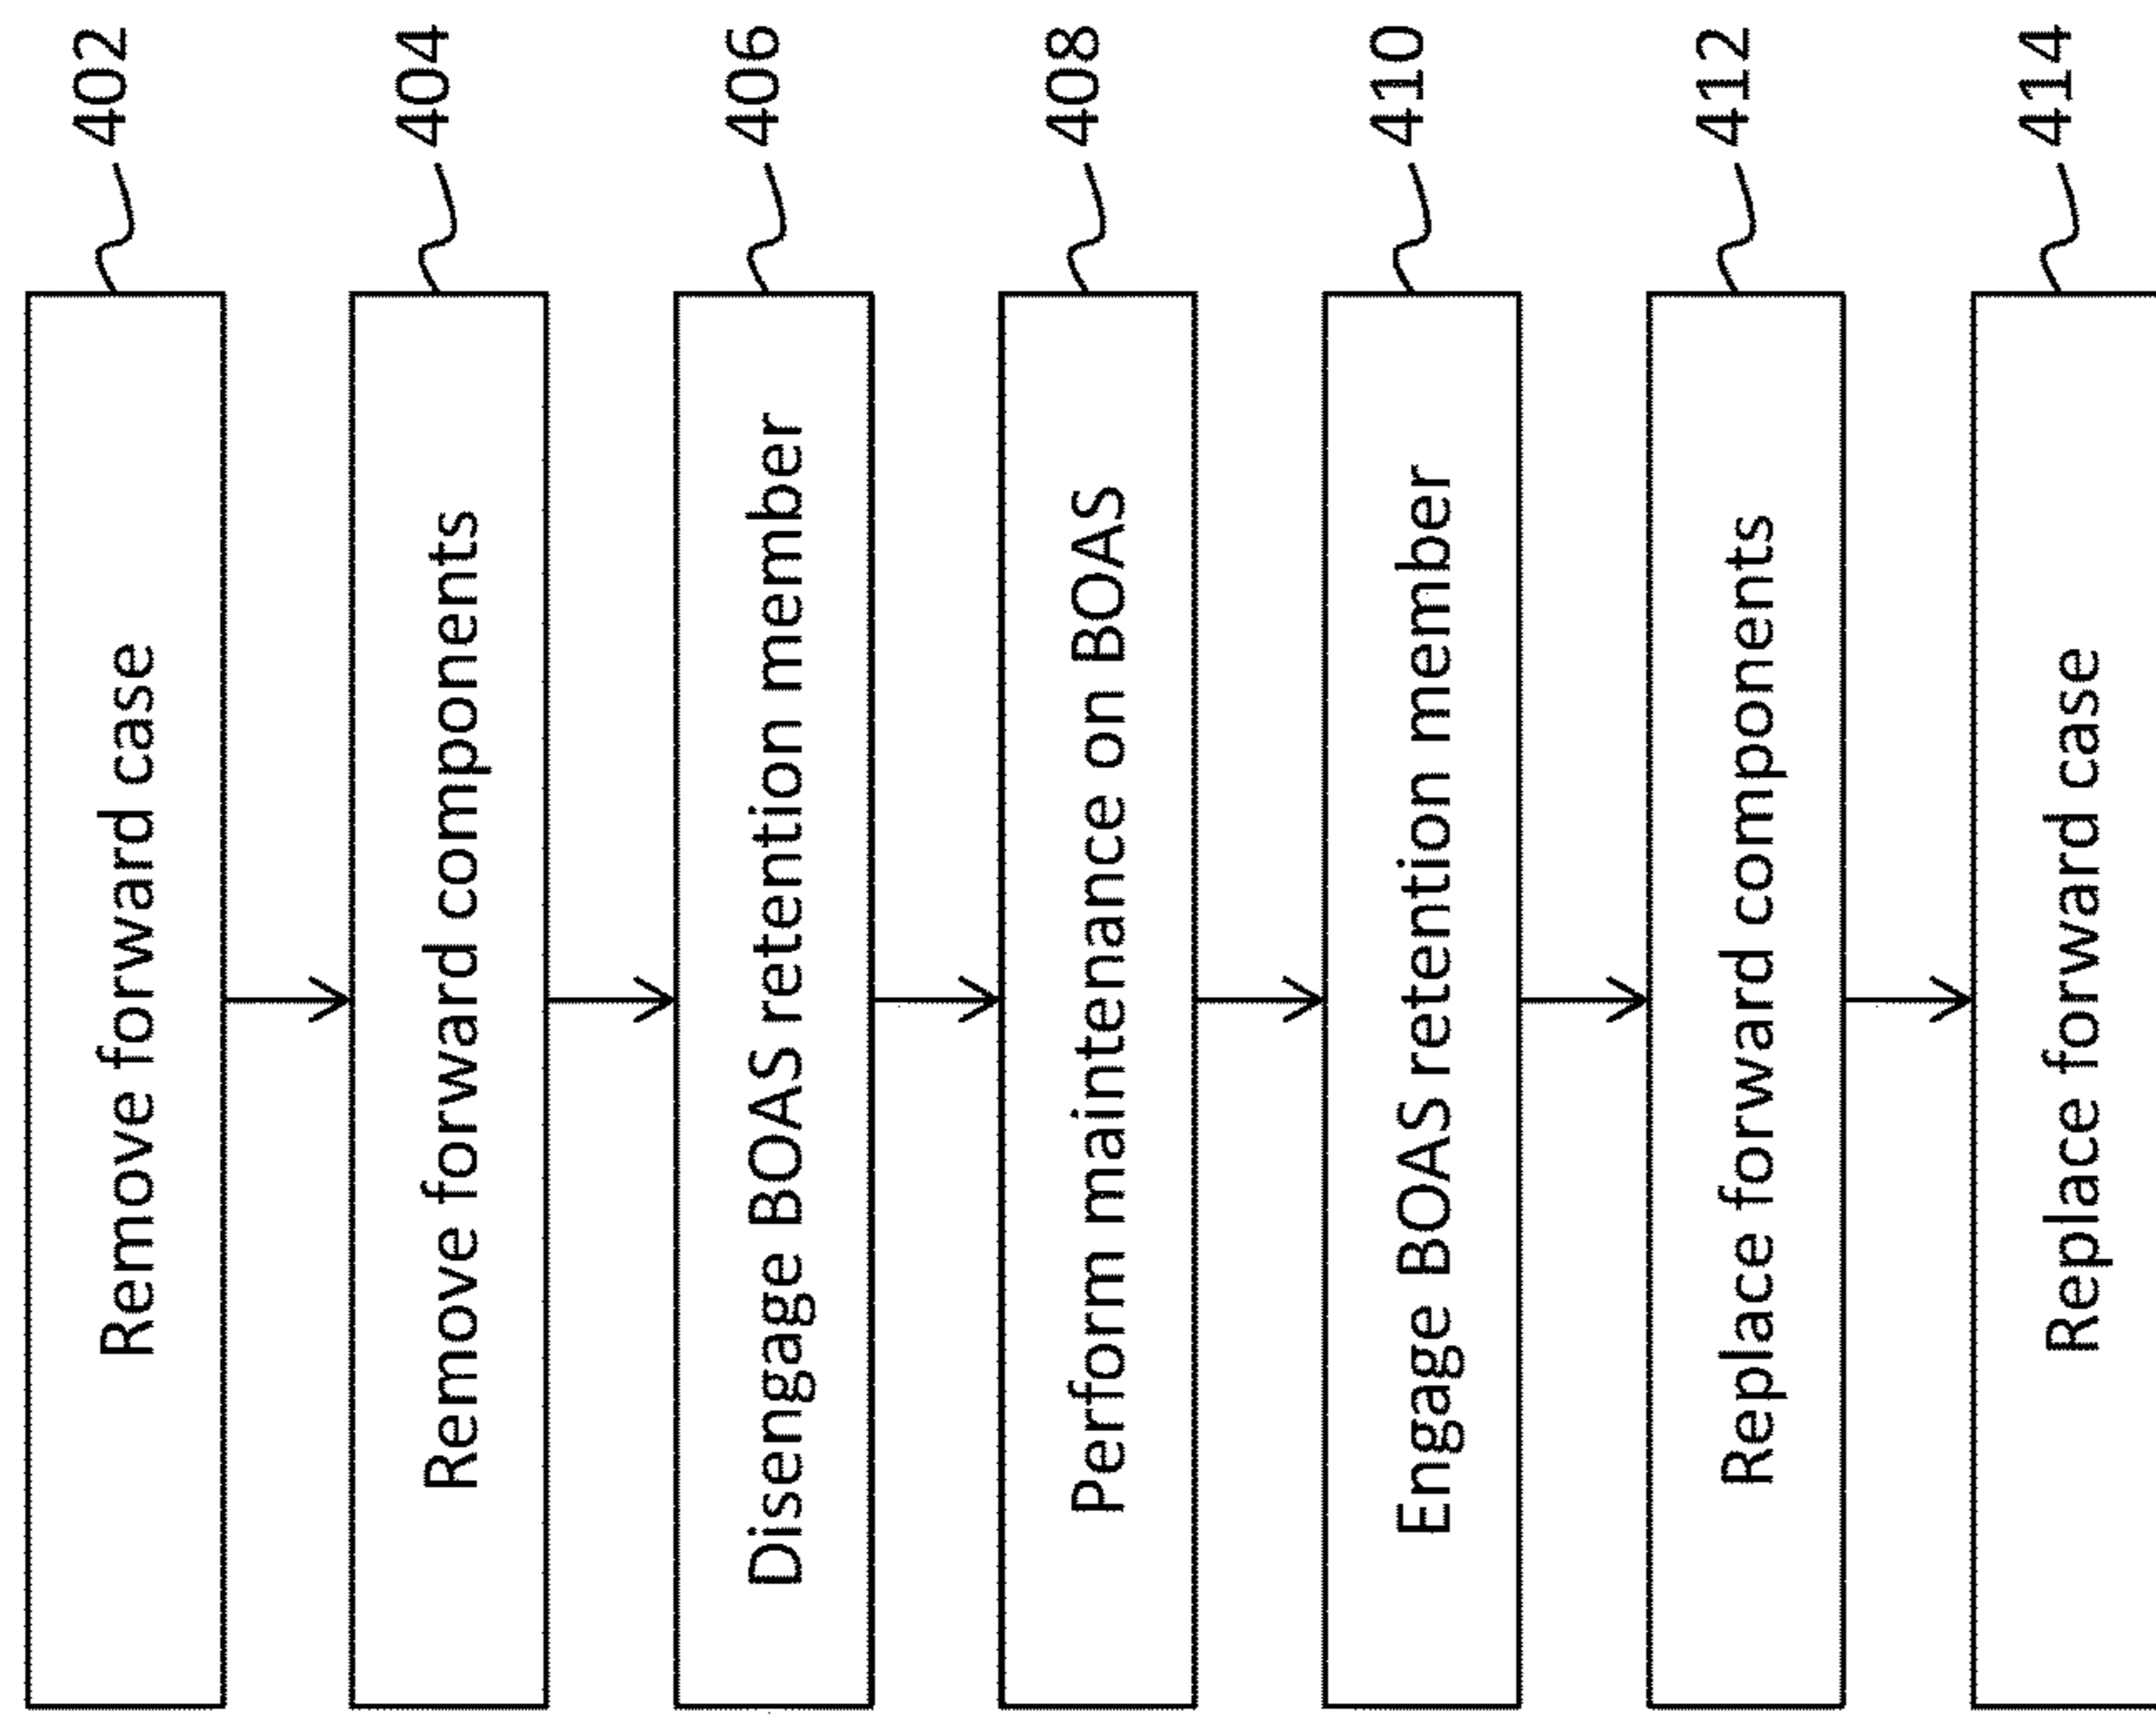 Remove forward case
402
Remove forward components
404
Disengage BOAS retention member
406
Perform maintenance on BOAS
408
Engage BOAS retention member
410
Replace forward components
412
Replace forward case
414